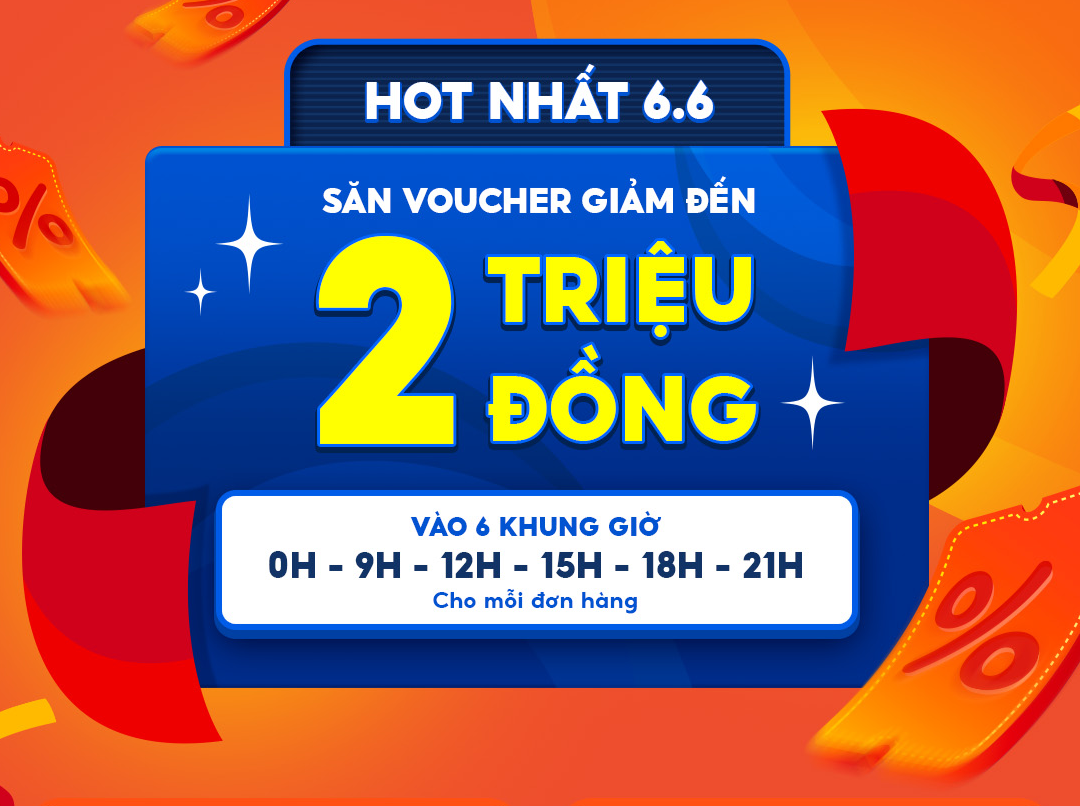 HOT NHẤT 6.6
SĂN VOUCHER GIẢM ĐẾN
2 TRIỆU
ĐỒNG
VÀO 6 KHUNG GIỜ
0H - 9H - 12H - 15H - 18H - 21H
Cho mỗi đơn hàng
%
%